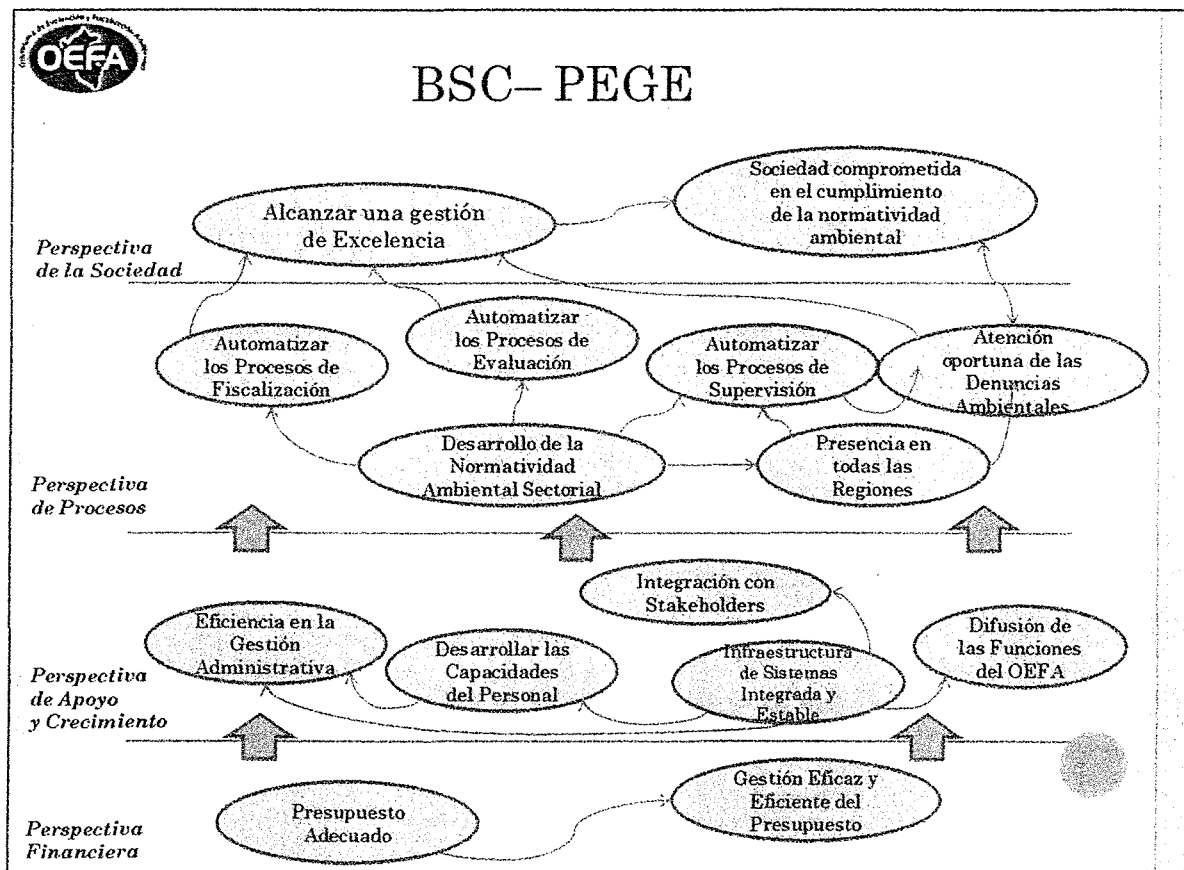 OEFA
BSC– PEGE
Sociedad comprometida
en el cumplimiento
de la normatividad
ambiental
Alcanzar una gestión
de Excelencia
Perspectiva
de la Sociedad
Automatizar
los Procesos de
Fiscalización
Automatizar
los Procesos de
Evaluación
Automatizar
los Procesos de
Supervisión
Atención
oportuna de las
Denuncias
Ambientales
Desarrollo de la
Normatividad
Ambiental Sectorial
Presencia en
todas las
Regiones
Perspectiva
de Procesos
Integración con
Stakeholders
Eficiencia en la
Gestión
Administrativa
Desarrollar las
Capacidades
del Personal
Infraestructura
de Sistemas
Integrada y
Estable
Difusión de
las Funciones
del OEFA
Perspectiva
de Apoyo
y Crecimiento
Presupuesto
Adecuado
Gestión Eficaz y
Eficiente del
Presupuesto
Perspectiva
Financiera